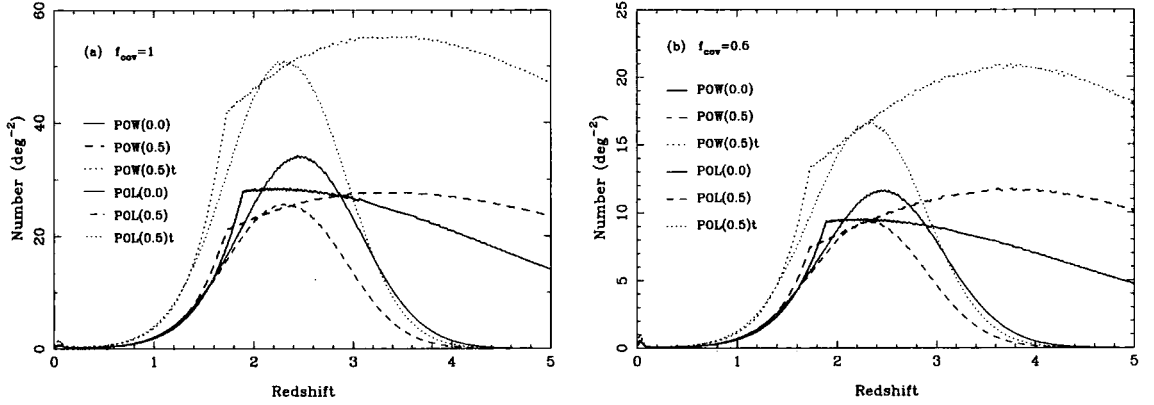 (a) f_cov=1
POW(0.0)
POW(0.5)
POW(0.5)t
POL(0.0)
POL(0.5)
POL(0.5)t
Number (deg⁻²)
60
40
20
0
0 1 2 3 4 5
Redshift
(b) f_cov=0.5
POW(0.0)
POW(0.5)
POW(0.5)t
POL(0.0)
POL(0.5)
POL(0.5)t
Number (deg⁻²)
25
20
15
10
5
0
0 1 2 3 4 5
Redshift